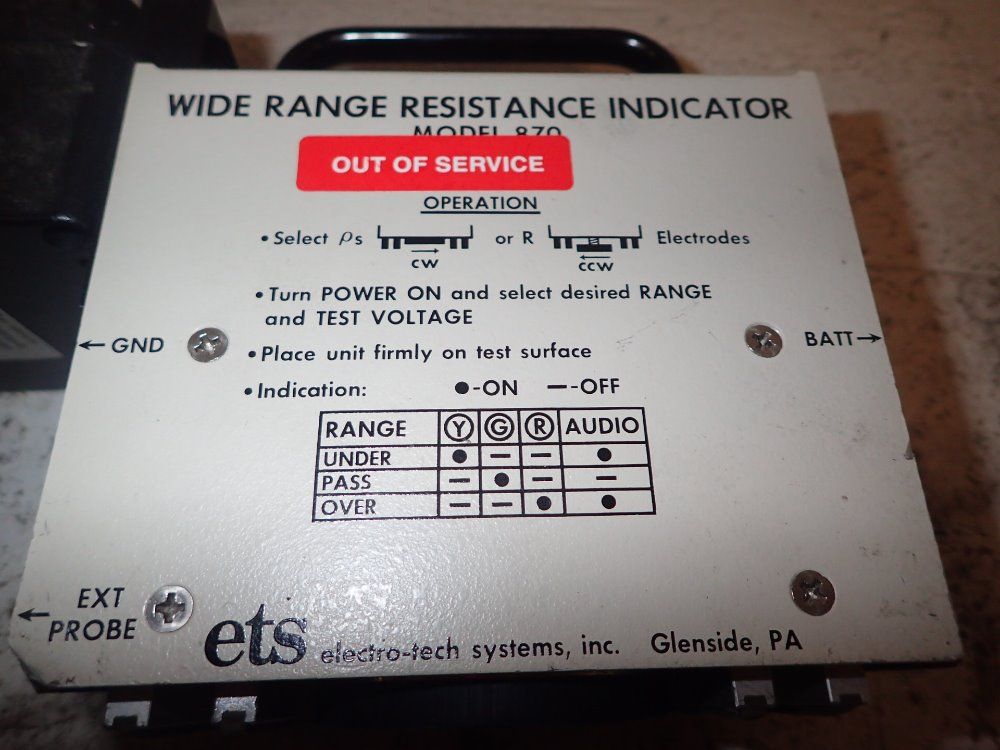 WIDE RANGE RESISTANCE INDICATOR
MODEL 870
OUT OF SERVICE
OPERATION
• Select ρs or R Electrodes
CW CCW
• Turn POWER ON and select desired RANGE
and TEST VOLTAGE
← GND
BATT →
• Place unit firmly on test surface
• Indication: ●-ON —-OFF
RANGE Ⓨ Ⓖ Ⓡ AUDIO
UNDER ● — — ●
PASS — ● — —
OVER — — ● ●
EXT
← PROBE
ets electro-tech systems, inc. Glenside, PA